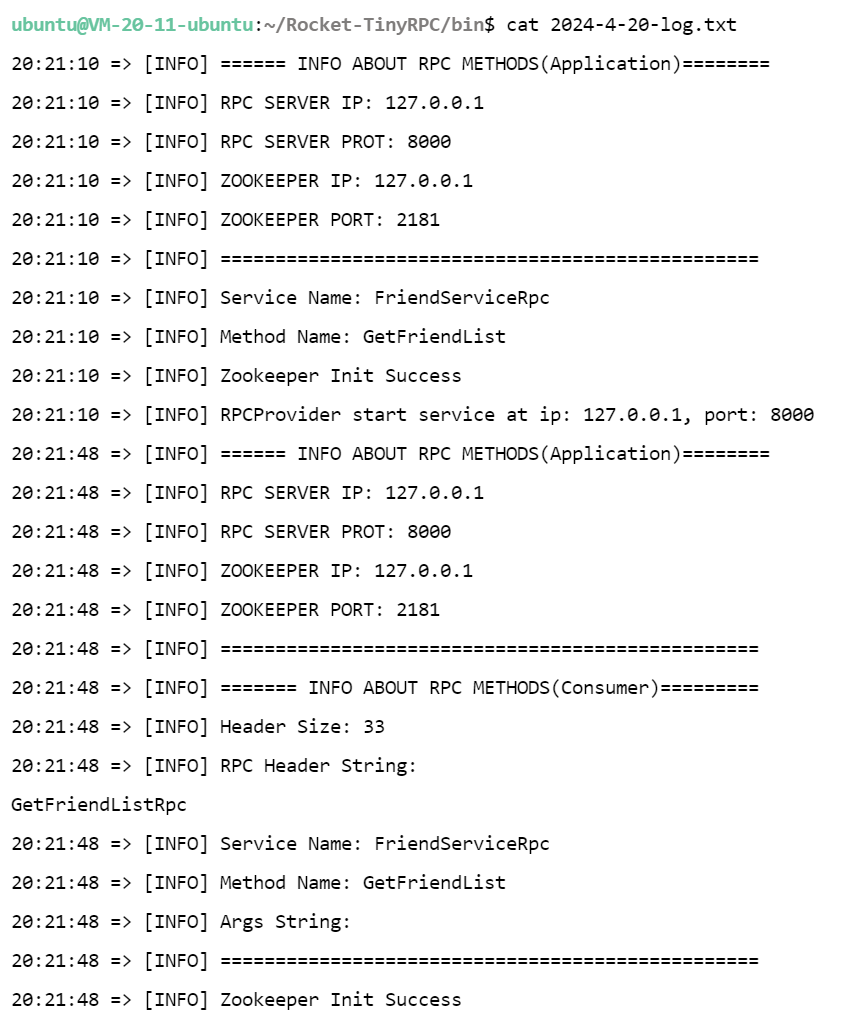 ubuntu@VM-20-11-ubuntu:~/Rocket-TinyRPC/bin$ cat 2024-4-20-log.txt
20:21:10 => [INFO] ====== INFO ABOUT RPC METHODS(Application)========
20:21:10 => [INFO] RPC SERVER IP: 127.0.0.1
20:21:10 => [INFO] RPC SERVER PROT: 8000
20:21:10 => [INFO] ZOOKEEPER IP: 127.0.0.1
20:21:10 => [INFO] ZOOKEEPER PORT: 2181
20:21:10 => [INFO] =================================================
20:21:10 => [INFO] Service Name: FriendServiceRpc
20:21:10 => [INFO] Method Name: GetFriendList
20:21:10 => [INFO] Zookeeper Init Success
20:21:10 => [INFO] RPCProvider start service at ip: 127.0.0.1, port: 8000
20:21:48 => [INFO] ====== INFO ABOUT RPC METHODS(Application)========
20:21:48 => [INFO] RPC SERVER IP: 127.0.0.1
20:21:48 => [INFO] RPC SERVER PROT: 8000
20:21:48 => [INFO] ZOOKEEPER IP: 127.0.0.1
20:21:48 => [INFO] ZOOKEEPER PORT: 2181
20:21:48 => [INFO] =================================================
20:21:48 => [INFO] ======= INFO ABOUT RPC METHODS(Consumer)=========
20:21:48 => [INFO] Header Size: 33
20:21:48 => [INFO] RPC Header String:
GetFriendListRpc
20:21:48 => [INFO] Service Name: FriendServiceRpc
20:21:48 => [INFO] Method Name: GetFriendList
20:21:48 => [INFO] Args String:
20:21:48 => [INFO] =================================================
20:21:48 => [INFO] Zookeeper Init Success